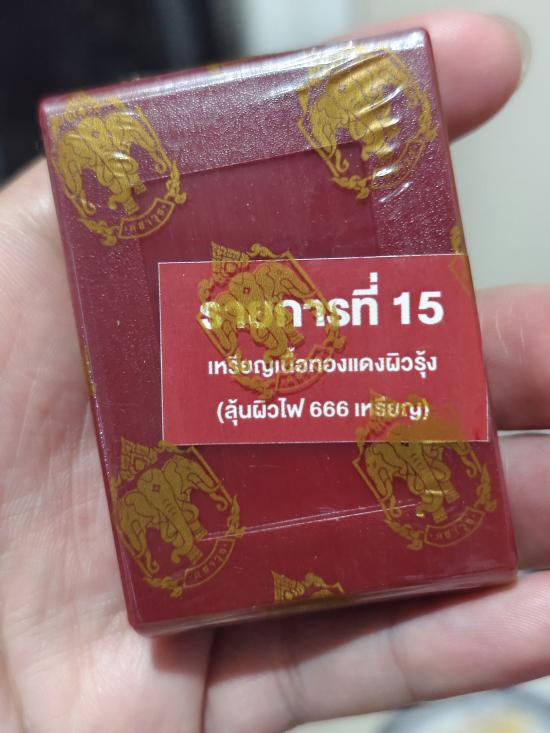 รายการที่ 15
เหรียญเนื้อทองแดงผิวรุ้ง
(ลุ้นผิวไฟ 666 เหรียญ)